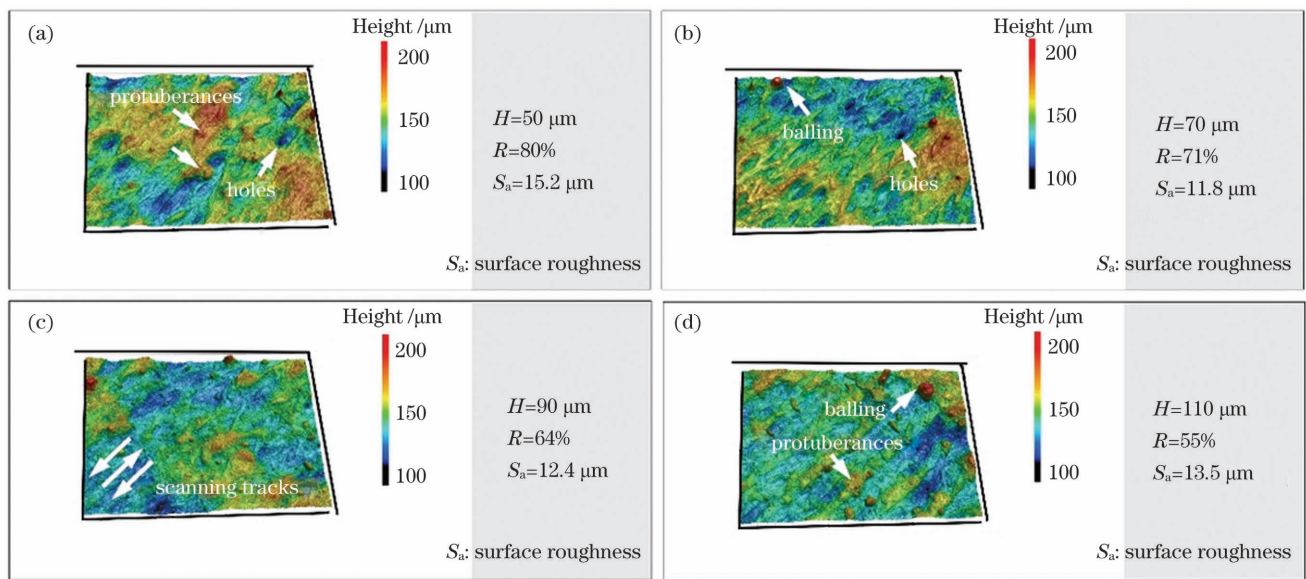 (a)
Height /μm
200
150
100
protuberances
holes
H=50 μm
R=80%
Sa=15.2 μm
Sa: surface roughness
(b)
Height /μm
200
150
100
balling
holes
H=70 μm
R=71%
Sa=11.8 μm
Sa: surface roughness
(c)
Height /μm
200
150
100
scanning tracks
H=90 μm
R=64%
Sa=12.4 μm
Sa: surface roughness
(d)
Height /μm
200
150
100
balling
protuberances
H=110 μm
R=55%
Sa=13.5 μm
Sa: surface roughness